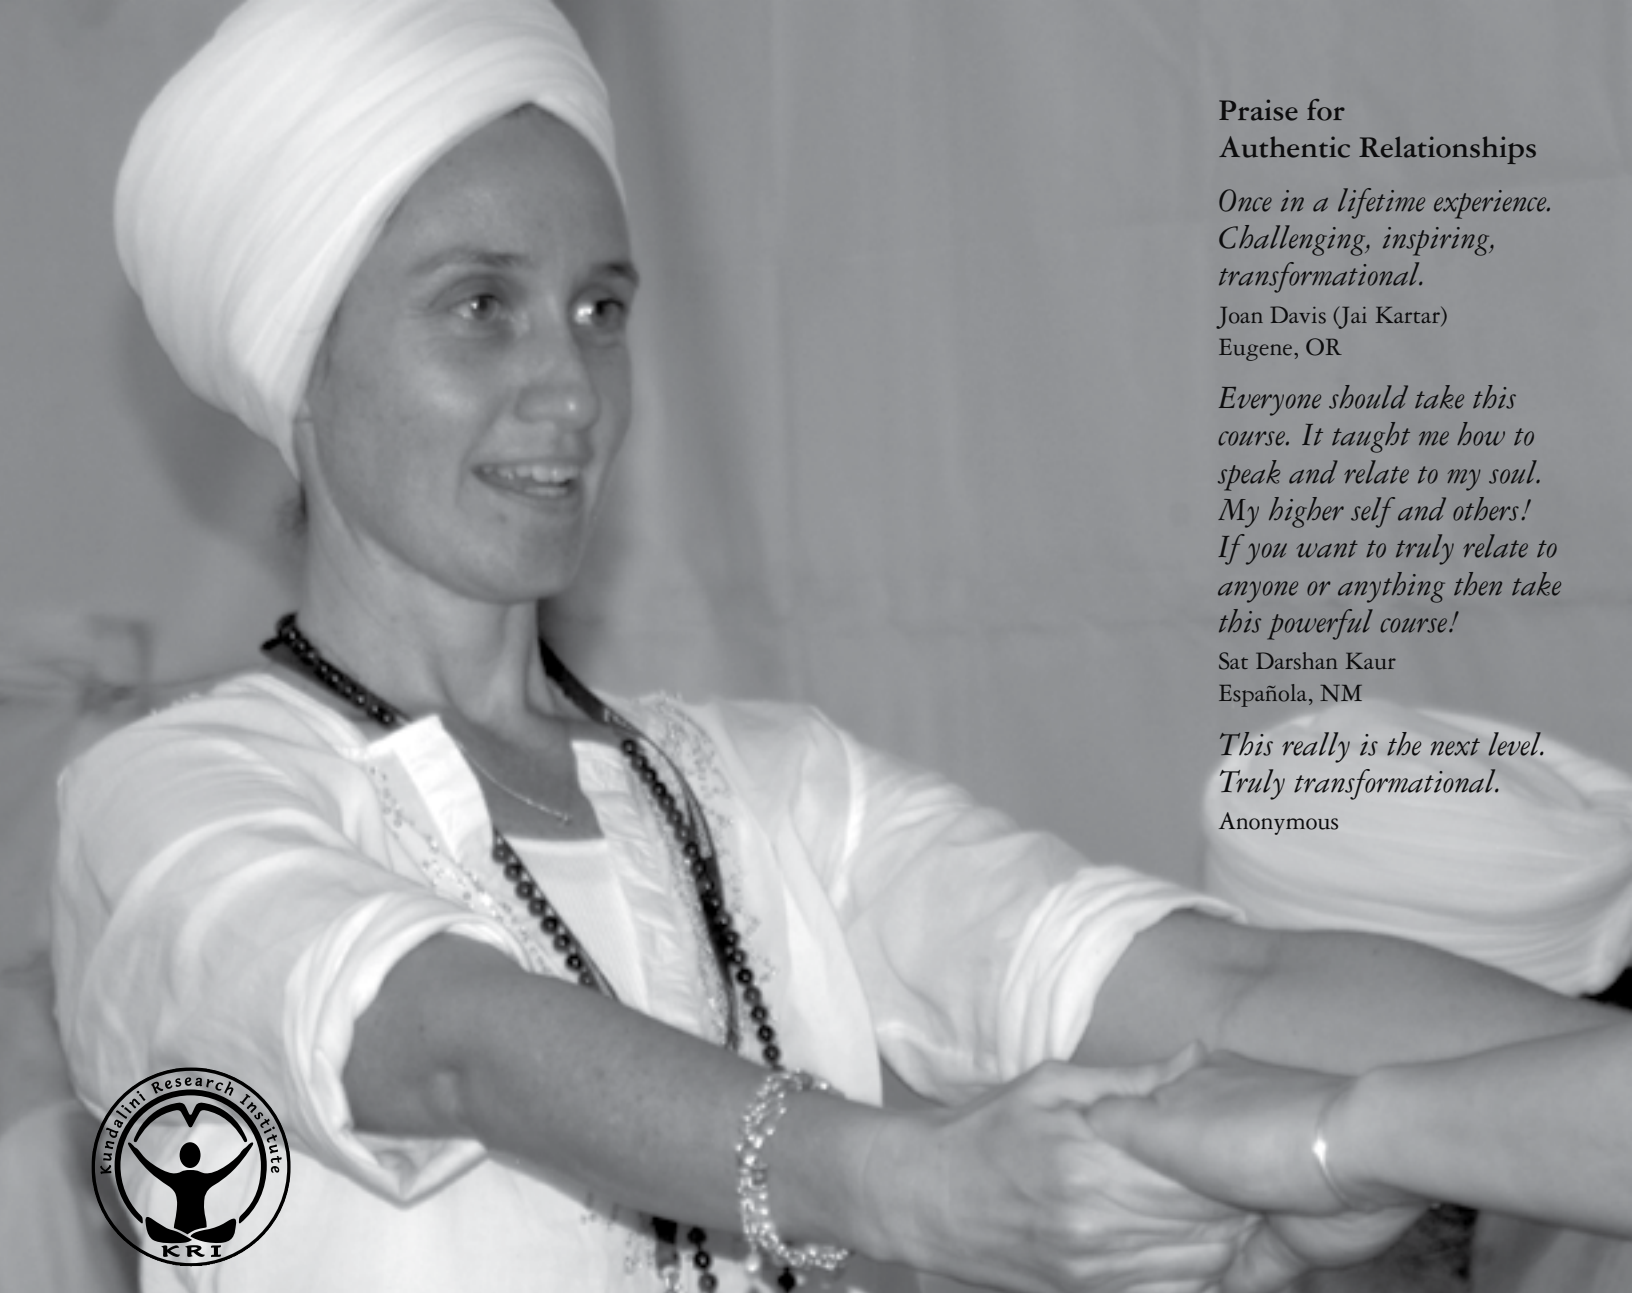 Praise for
Authentic Relationships
Once in a lifetime experience.
Challenging, inspiring,
transformational.
Joan Davis (Jai Kartar)
Eugene, OR
Everyone should take this
course. It taught me how to
speak and relate to my soul.
My higher self and others!
If you want to truly relate to
anyone or anything then take
this powerful course!
Sat Darshan Kaur
Española, NM
This really is the next level.
Truly transformational.
Anonymous
Kundalini Research Institute
KRI